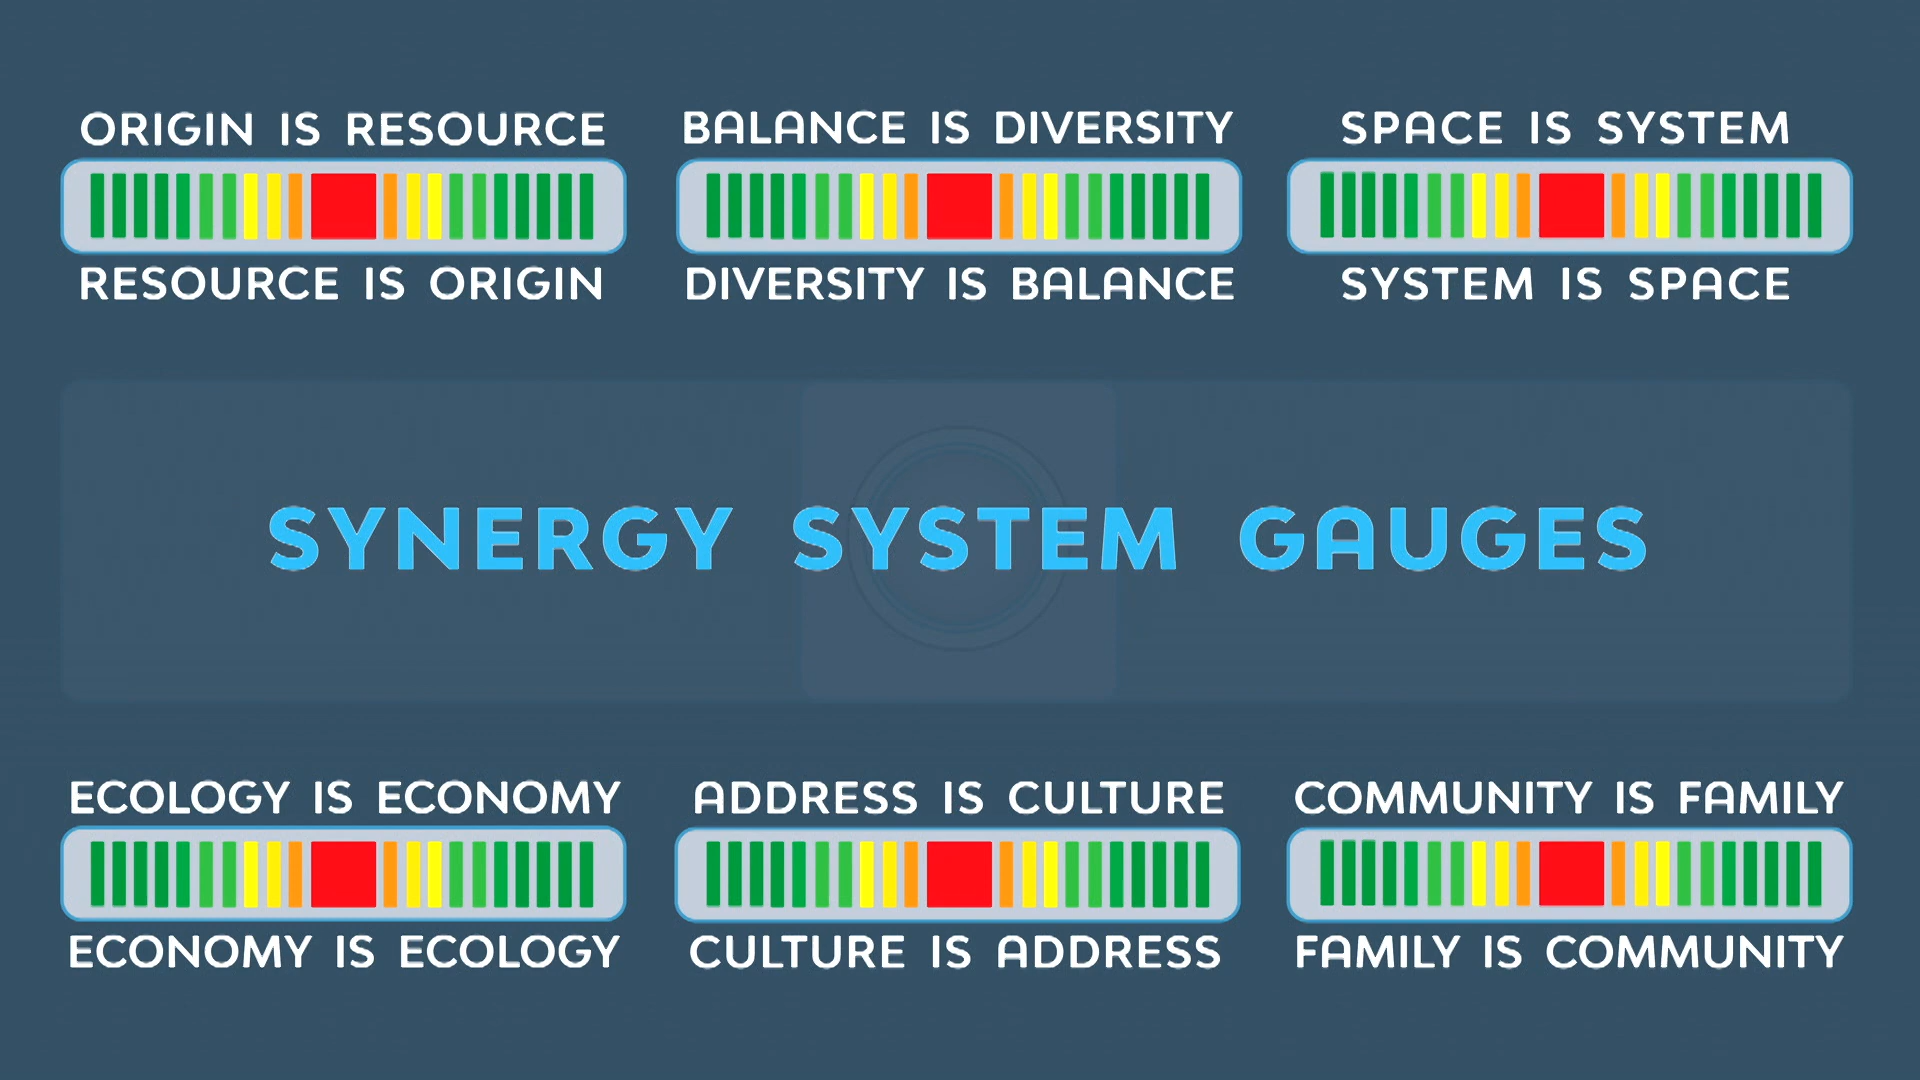 ORIGIN IS RESOURCE
RESOURCE IS ORIGIN
BALANCE IS DIVERSITY
DIVERSITY IS BALANCE
SPACE IS SYSTEM
SYSTEM IS SPACE
SYNERGY SYSTEM GAUGES
ECOLOGY IS ECONOMY
ECONOMY IS ECOLOGY
ADDRESS IS CULTURE
CULTURE IS ADDRESS
COMMUNITY IS FAMILY
FAMILY IS COMMUNITY